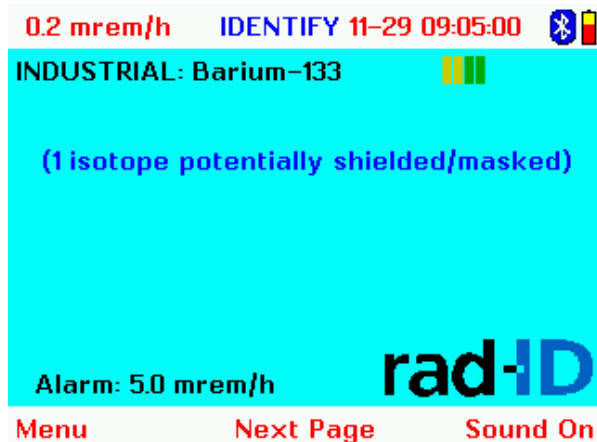 0.2 mrem/h IDENTIFY 11-29 09:05:00
INDUSTRIAL: Barium-133
(1 isotope potentially shielded/masked)
rad-ID
Alarm: 5.0 mrem/h
Menu Next Page Sound On